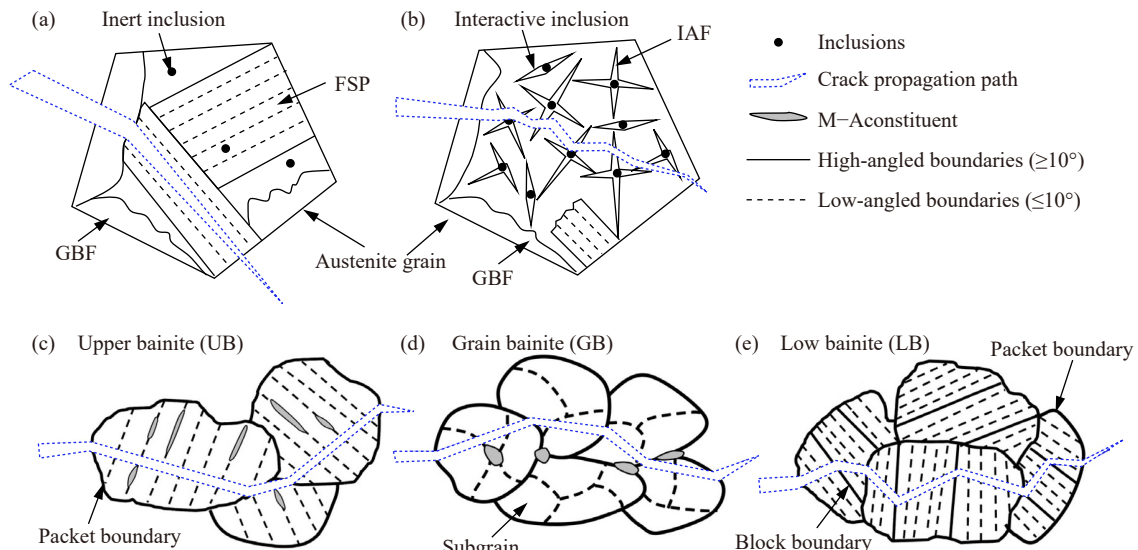 (a)
Inert inclusion
FSP
GBF
Austenite grain
(b)
Interactive inclusion
IAF
GBF
Inclusions
Crack propagation path
M−Aconstituent
High-angled boundaries (≥10°)
Low-angled boundaries (≤10°)
(c) Upper bainite (UB)
Packet boundary
(d) Grain bainite (GB)
Subgrain
(e) Low bainite (LB)
Packet boundary
Block boundary